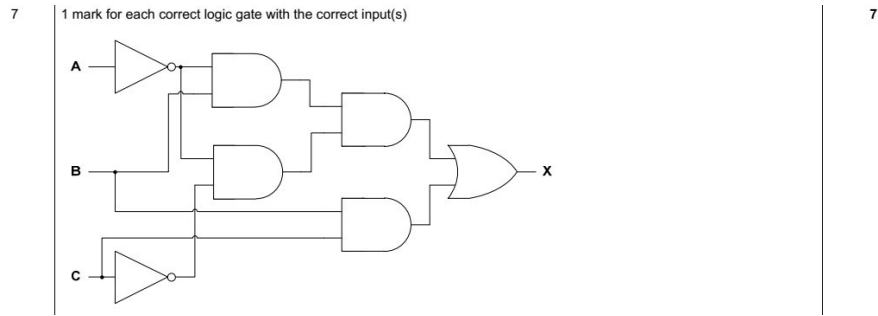 7 1 mark for each correct logic gate with the correct input(s) 7
A
B
X
C